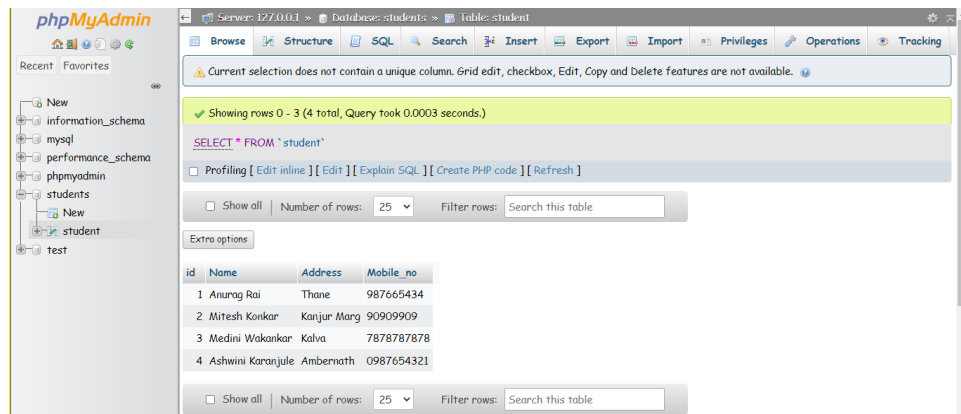 phpMyAdmin
Recent Favorites
New
information_schema
mysql
performance_schema
phpmyadmin
students
New
student
test
Server: 127.0.0.1 » Database: students » Table: student
Browse Structure SQL Search Insert Export Import Privileges Operations Tracking
Current selection does not contain a unique column. Grid edit, checkbox, Edit, Copy and Delete features are not available.
Showing rows 0 - 3 (4 total, Query took 0.0003 seconds.)
SELECT * FROM `student`
Profiling [ Edit inline ] [ Edit ] [ Explain SQL ] [ Create PHP code ] [ Refresh ]
Show all | Number of rows: 25 Filter rows: Search this table
Extra options
id Name Address Mobile_no
1 Anurag Rai Thane 987665434
2 Mitesh Konkar Kanjur Marg 90909909
3 Medini Wakankar Kalva 7878787878
4 Ashwini Karanjule Ambernath 0987654321
Show all | Number of rows: 25 Filter rows: Search this table